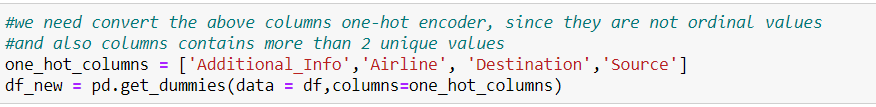 #we need convert the above columns one-hot encoder, since they are not ordinal values
#and also columns contains more than 2 unique values
one_hot_columns = ['Additional_Info','Airline', 'Destination','Source']
df_new = pd.get_dummies(data = df,columns=one_hot_columns)